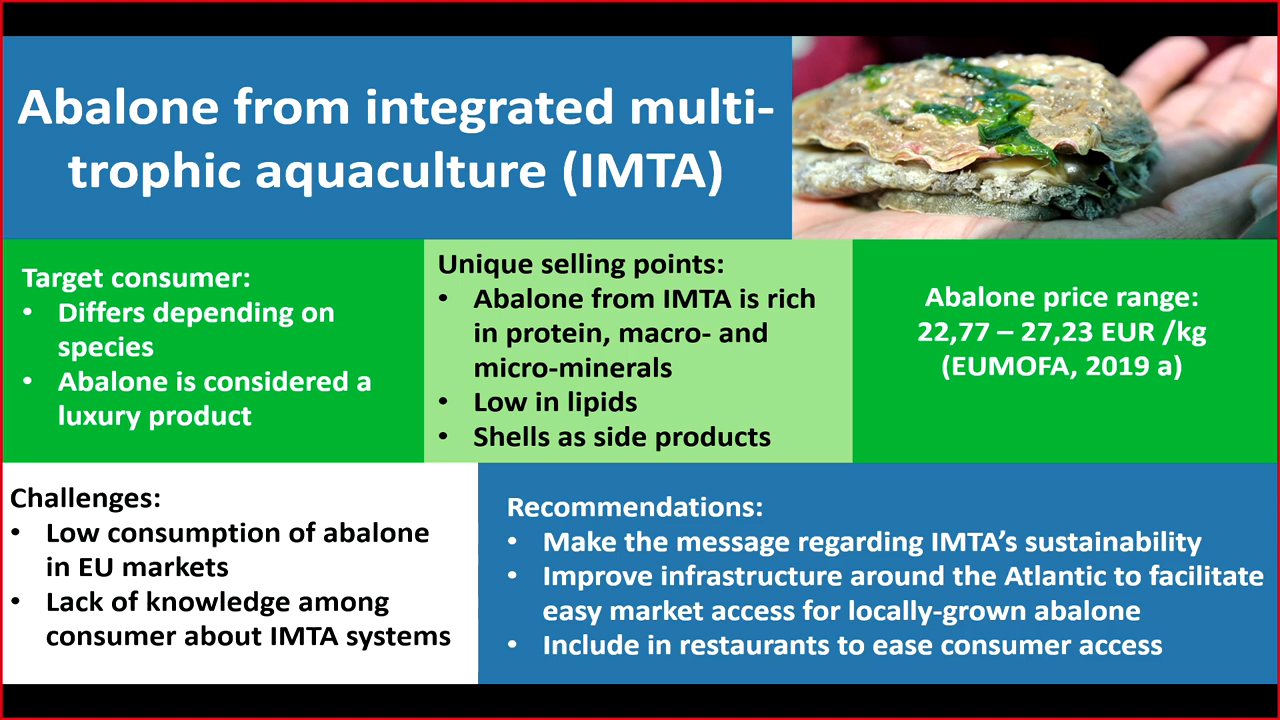 Abalone from integrated multi-
trophic aquaculture (IMTA)
Target consumer:
• Differs depending on
species
• Abalone is considered a
luxury product
Unique selling points:
• Abalone from IMTA is rich
in protein, macro- and
micro-minerals
• Low in lipids
• Shells as side products
Abalone price range:
22,77 – 27,23 EUR /kg
(EUMOFA, 2019 a)
Challenges:
• Low consumption of abalone
in EU markets
• Lack of knowledge among
consumer about IMTA systems
Recommendations:
• Make the message regarding IMTA’s sustainability
• Improve infrastructure around the Atlantic to facilitate
easy market access for locally-grown abalone
• Include in restaurants to ease consumer access